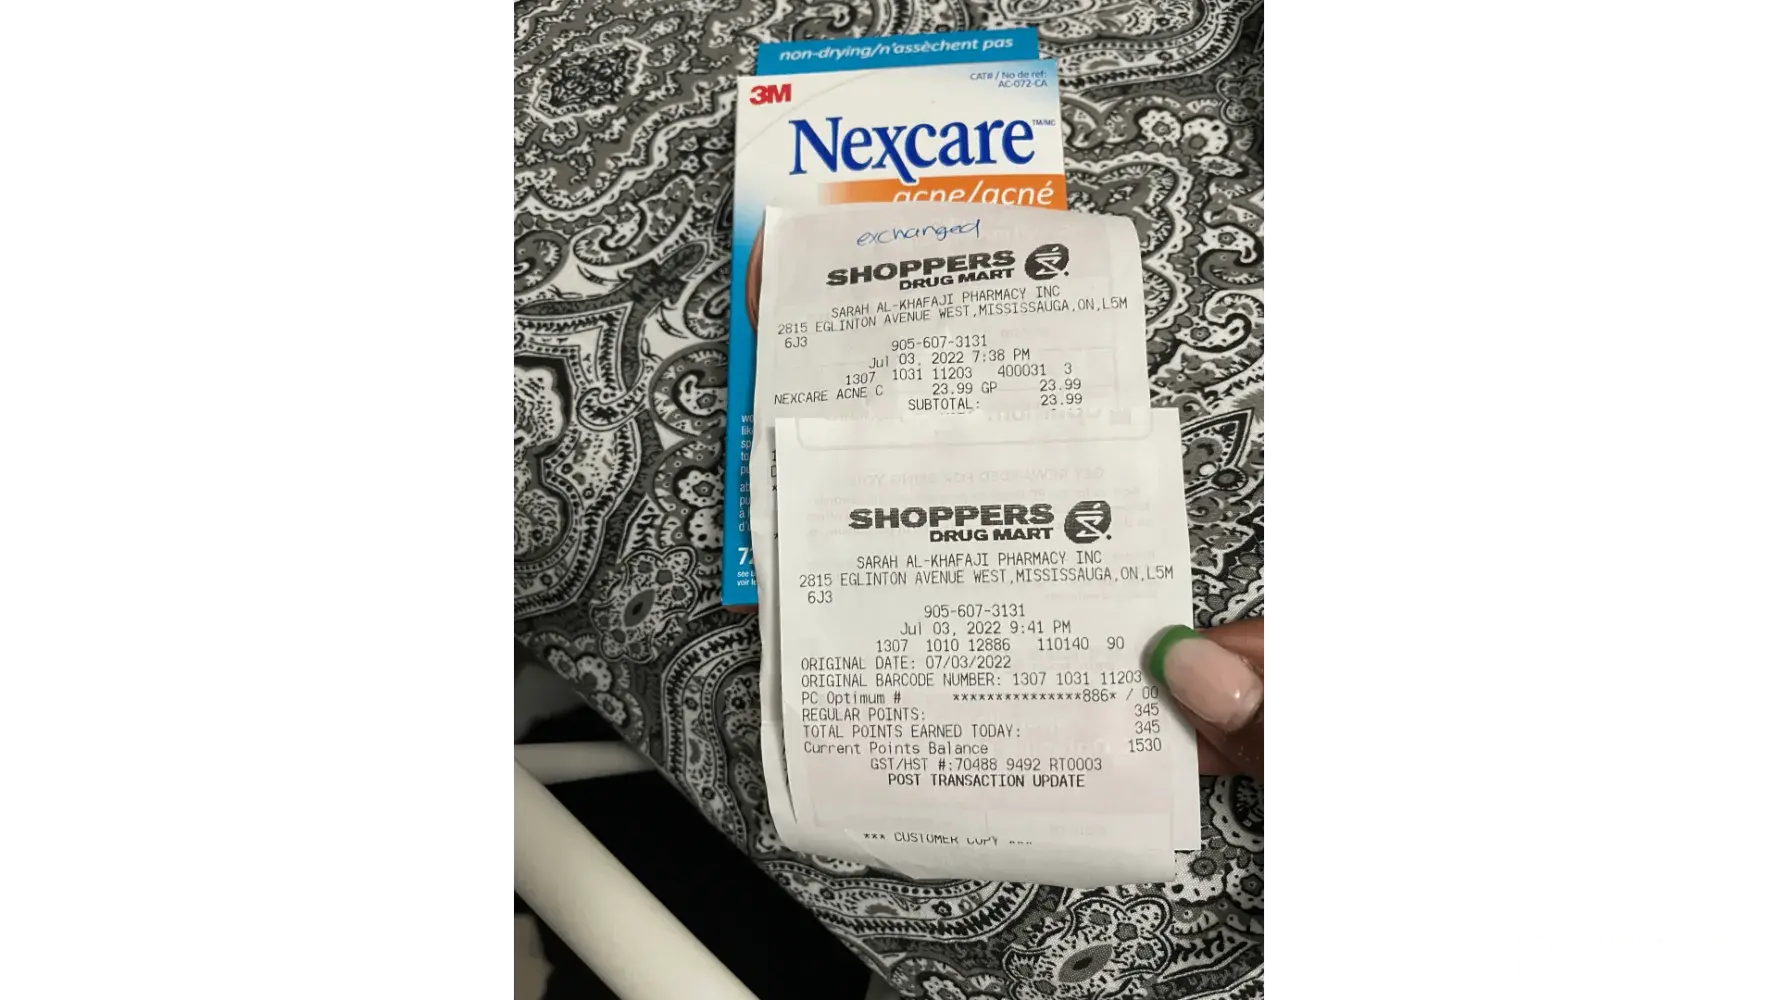 non-drying/n'assèchent pas
3M
CAT# / No de ref:
AC-072-CA
Nexcare TM/MC
acne/acné
exchanged
SHOPPERS
DRUG MART
SARAH AL-KHAFAJI PHARMACY INC
2815 EGLINTON AVENUE WEST,MISSISSAUGA,ON,L5M
6J3
905-607-3131
Jul 03, 2022 7:38 PM
1307 1031 11203 400031 3
NEXCARE ACNE C 23.99 GP 23.99
SUBTOTAL: 23.99
SHOPPERS
DRUG MART
SARAH AL-KHAFAJI PHARMACY INC
2815 EGLINTON AVENUE WEST,MISSISSAUGA,ON,L5M
6J3
905-607-3131
Jul 03, 2022 9:41 PM
1307 1010 12886 110140 90
ORIGINAL DATE: 07/03/2022
ORIGINAL BARCODE NUMBER: 1307 1031 11203
PC Optimum # ***************886* / 00
REGULAR POINTS: 345
TOTAL POINTS EARNED TODAY: 345
Current Points Balance 1530
GST/HST #:70488 9492 RT0003
POST TRANSACTION UPDATE
*** CUSTOMER COPY ***